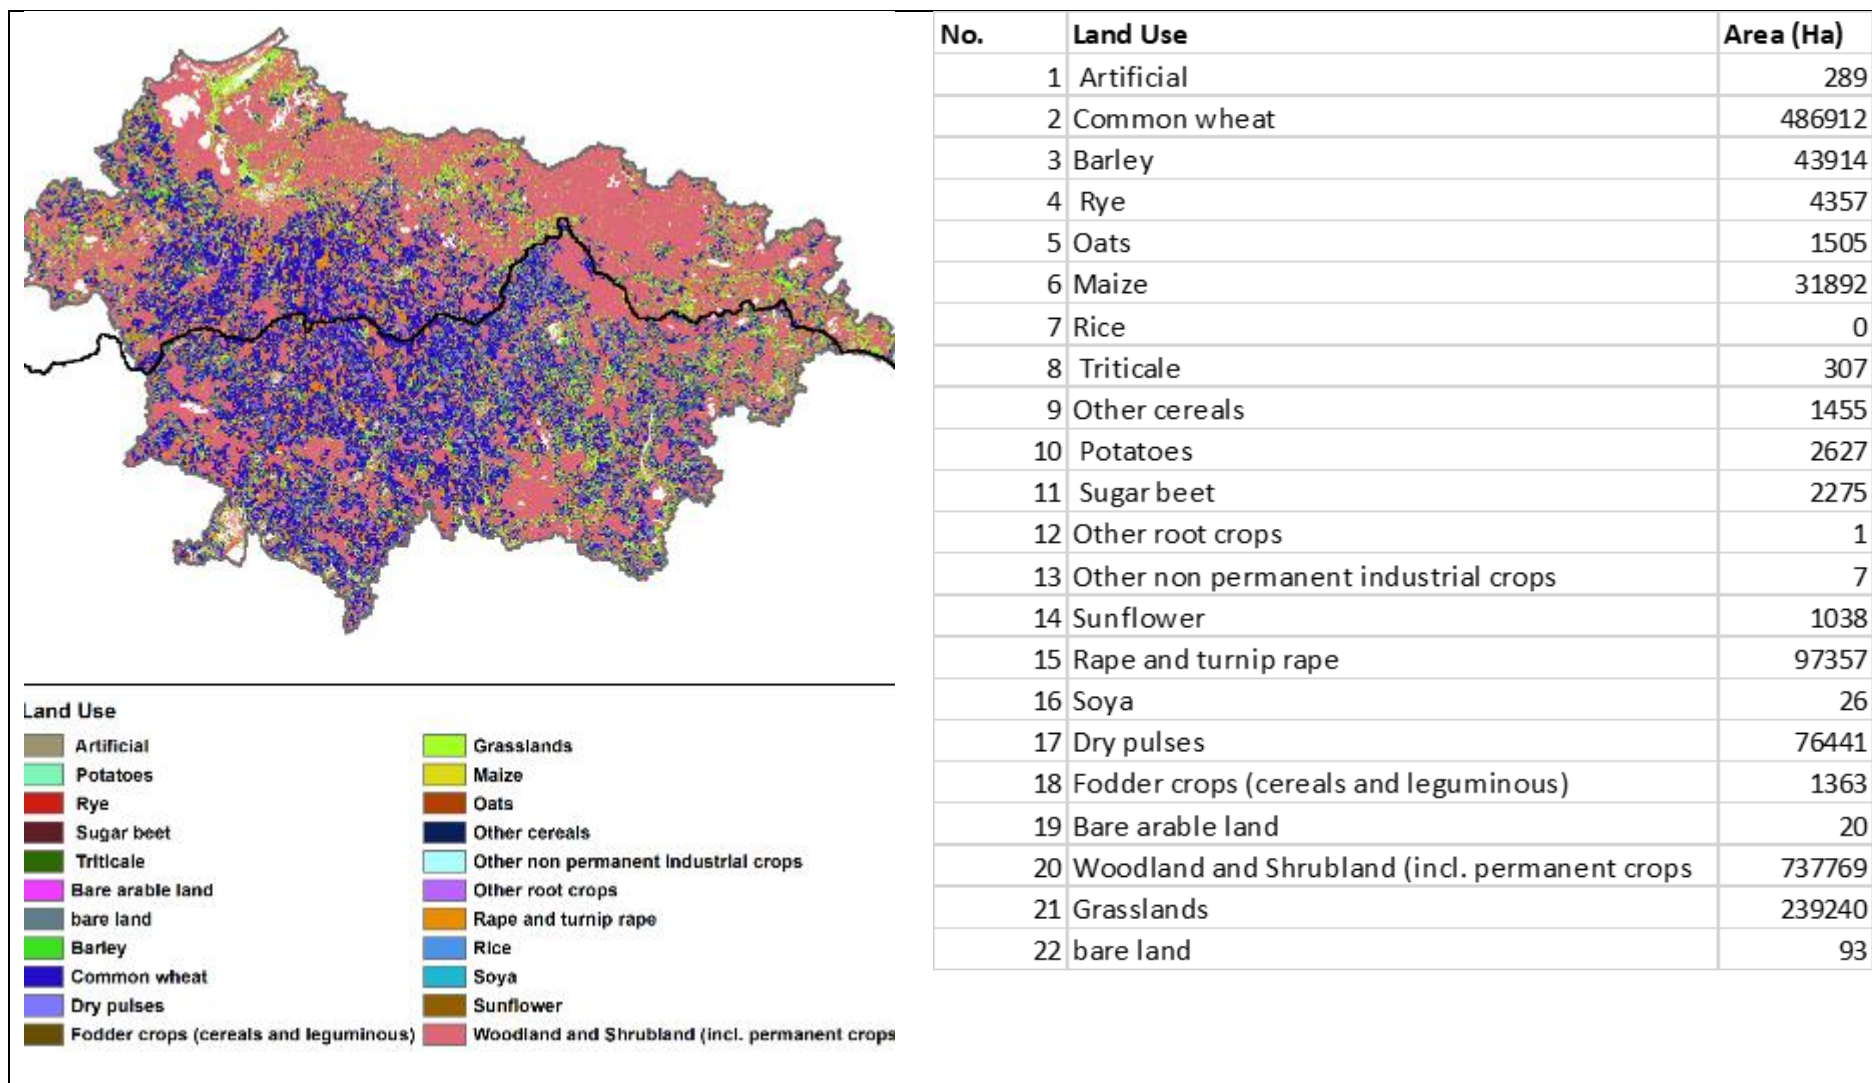 Land Use
Artificial
Potatoes
Rye
Sugar beet
Triticale
Bare arable land
bare land
Barley
Common wheat
Dry pulses
Fodder crops (cereals and leguminous)
Grasslands
Maize
Oats
Other cereals
Other non permanent industrial crops
Other root crops
Rape and turnip rape
Rice
Soya
Sunflower
Woodland and Shrubland (incl. permanent crops
No. Land Use Area (Ha)
1 Artificial 289
2 Common wheat 486912
3 Barley 43914
4 Rye 4357
5 Oats 1505
6 Maize 31892
7 Rice 0
8 Triticale 307
9 Other cereals 1455
10 Potatoes 2627
11 Sugar beet 2275
12 Other root crops 1
13 Other non permanent industrial crops 7
14 Sunflower 1038
15 Rape and turnip rape 97357
16 Soya 26
17 Dry pulses 76441
18 Fodder crops (cereals and leguminous) 1363
19 Bare arable land 20
20 Woodland and Shrubland (incl. permanent crops 737769
21 Grasslands 239240
22 bare land 93